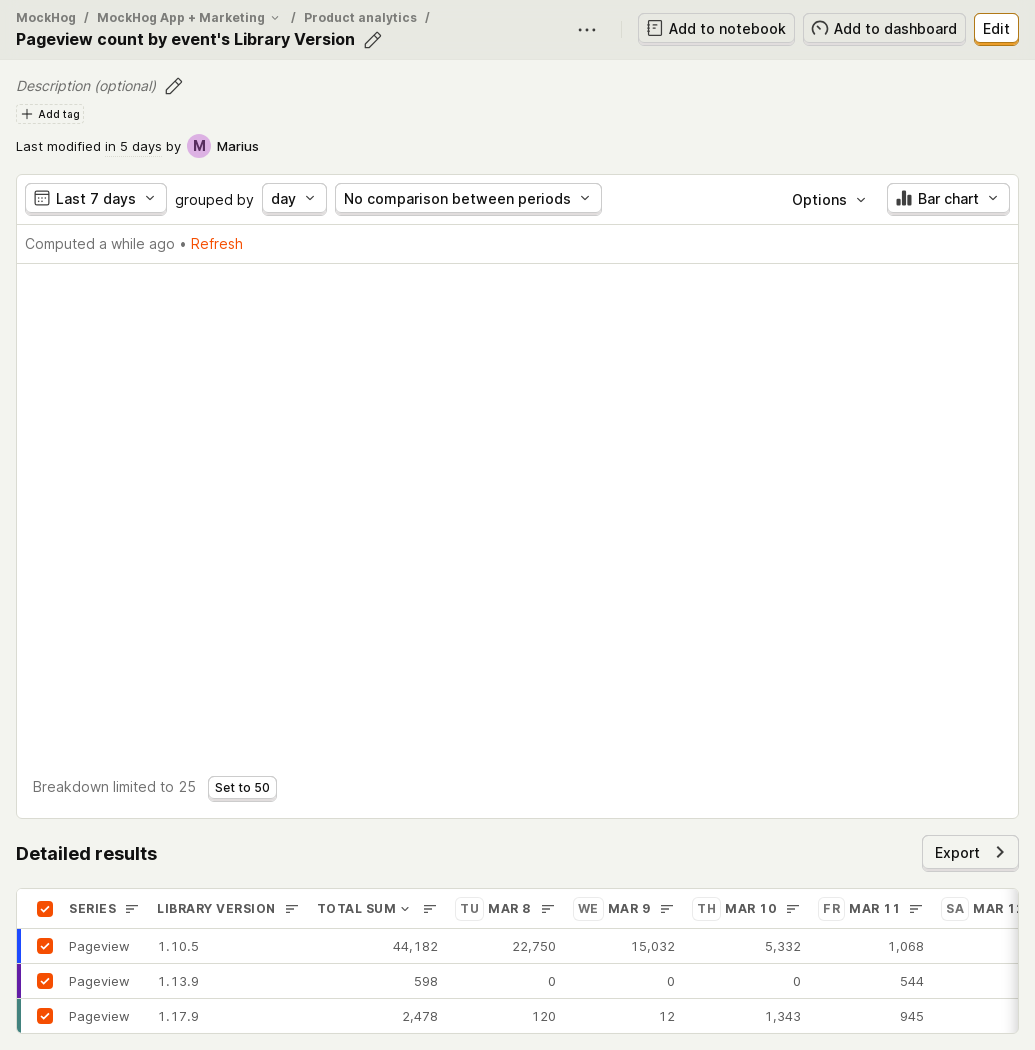 MockHog / MockHog App + Marketing / Product analytics /
Pageview count by event's Library Version
Add to notebook
Add to dashboard
Edit
Description (optional)
Add tag
Last modified in 5 days by M Marius
Last 7 days grouped by day No comparison between periods Options Bar chart
Computed a while ago • Refresh
Breakdown limited to 25 Set to 50
Detailed results
Export
SERIES LIBRARY VERSION TOTAL SUM TU MAR 8 WE MAR 9 TH MAR 10 FR MAR 11 SA MAR 12
Pageview 1.10.5 44,182 22,750 15,032 5,332 1,068
Pageview 1.13.9 598 0 0 0 544
Pageview 1.17.9 2,478 120 12 1,343 945